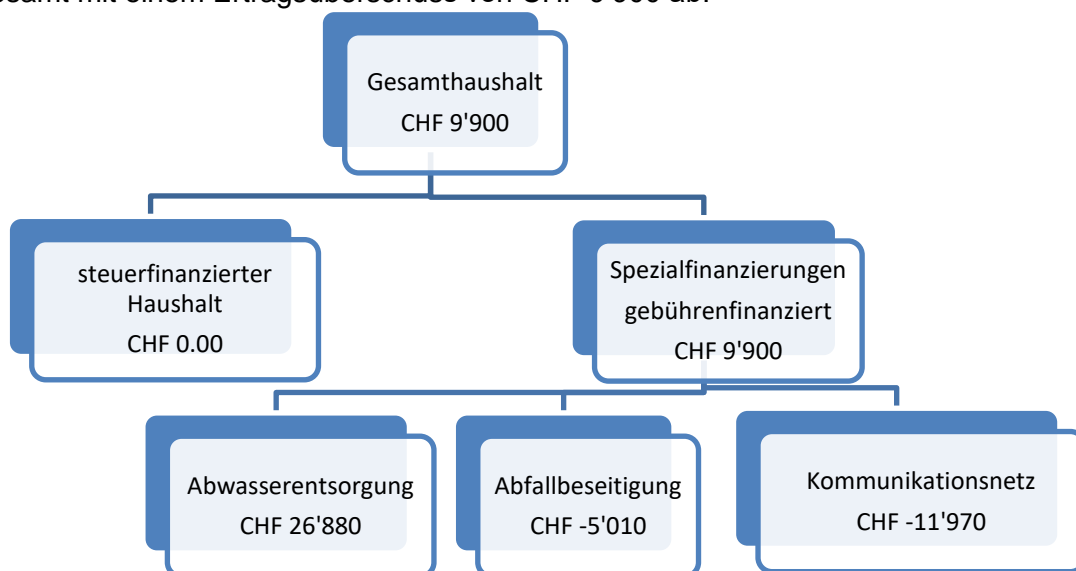 Gesamthaushalt
CHF 9'900
steuerfinanzierter
Haushalt
CHF 0.00
Spezialfinanzierungen
gebührenfinanziert
CHF 9'900
Abwasserentsorgung
CHF 26'880
Abfallbeseitigung
CHF -5'010
Kommunikationsnetz
CHF -11'970